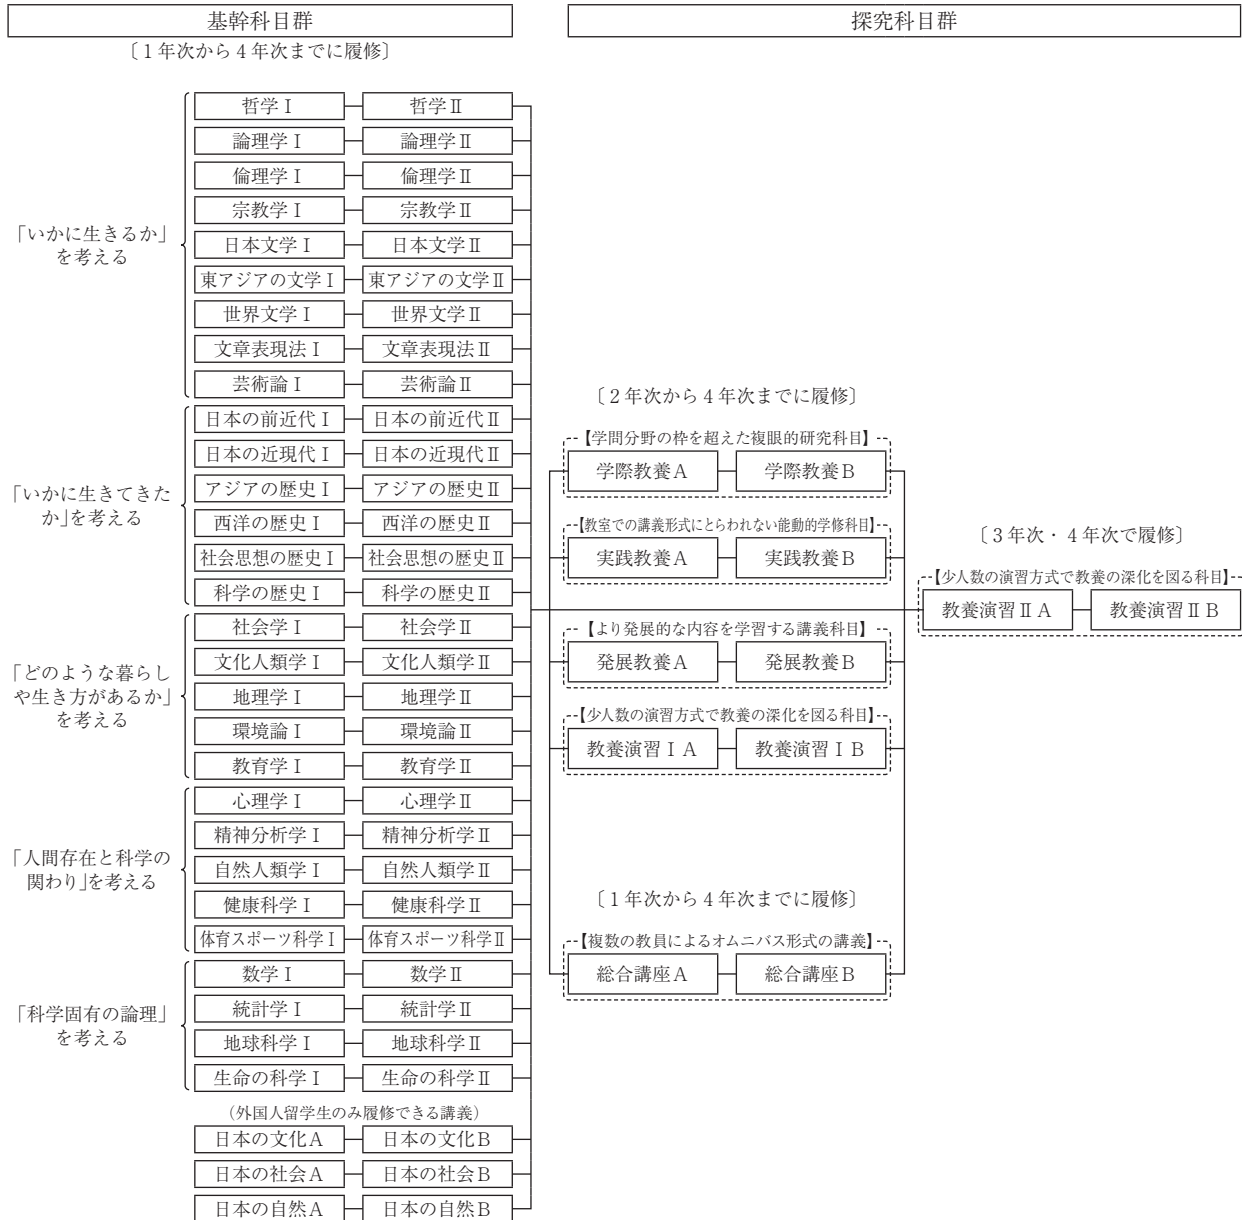 基幹科目群
〔1年次から4年次までに履修〕
「いかに生きるか」
を考える
哲学Ⅰ 哲学Ⅱ
論理学Ⅰ 論理学Ⅱ
倫理学Ⅰ 倫理学Ⅱ
宗教学Ⅰ 宗教学Ⅱ
日本文学Ⅰ 日本文学Ⅱ
東アジアの文学Ⅰ 東アジアの文学Ⅱ
世界文学Ⅰ 世界文学Ⅱ
文章表現法Ⅰ 文章表現法Ⅱ
芸術論Ⅰ 芸術論Ⅱ
「いかに生きてきた
か」を考える
日本の前近代Ⅰ 日本の前近代Ⅱ
日本の近現代Ⅰ 日本の近現代Ⅱ
アジアの歴史Ⅰ アジアの歴史Ⅱ
西洋の歴史Ⅰ 西洋の歴史Ⅱ
社会思想の歴史Ⅰ 社会思想の歴史Ⅱ
科学の歴史Ⅰ 科学の歴史Ⅱ
「どのような暮らし
や生き方があるか」
を考える
社会学Ⅰ 社会学Ⅱ
文化人類学Ⅰ 文化人類学Ⅱ
地理学Ⅰ 地理学Ⅱ
環境論Ⅰ 環境論Ⅱ
教育学Ⅰ 教育学Ⅱ
「人間存在と科学の
関わり」を考える
心理学Ⅰ 心理学Ⅱ
精神分析学Ⅰ 精神分析学Ⅱ
自然人類学Ⅰ 自然人類学Ⅱ
健康科学Ⅰ 健康科学Ⅱ
体育スポーツ科学Ⅰ 体育スポーツ科学Ⅱ
「科学固有の論理」
を考える
数学Ⅰ 数学Ⅱ
統計学Ⅰ 統計学Ⅱ
地球科学Ⅰ 地球科学Ⅱ
生命の科学Ⅰ 生命の科学Ⅱ
（外国人留学生のみ履修できる講義）
日本の文化A 日本の文化B
日本の社会A 日本の社会B
日本の自然A 日本の自然B
探究科目群
〔2年次から4年次までに履修〕
【学問分野の枠を超えた複眼的研究科目】
学際教養A 学際教養B
【教室での講義形式にとらわれない能動的学修科目】
実践教養A 実践教養B
【より発展的な内容を学習する講義科目】
発展教養A 発展教養B
【少人数の演習方式で教養の深化を図る科目】
教養演習ⅠA 教養演習ⅠB
〔1年次から4年次までに履修〕
【複数の教員によるオムニバス形式の講義】
総合講座A 総合講座B
〔3年次・4年次で履修〕
【少人数の演習方式で教養の深化を図る科目】
教養演習ⅡA 教養演習ⅡB